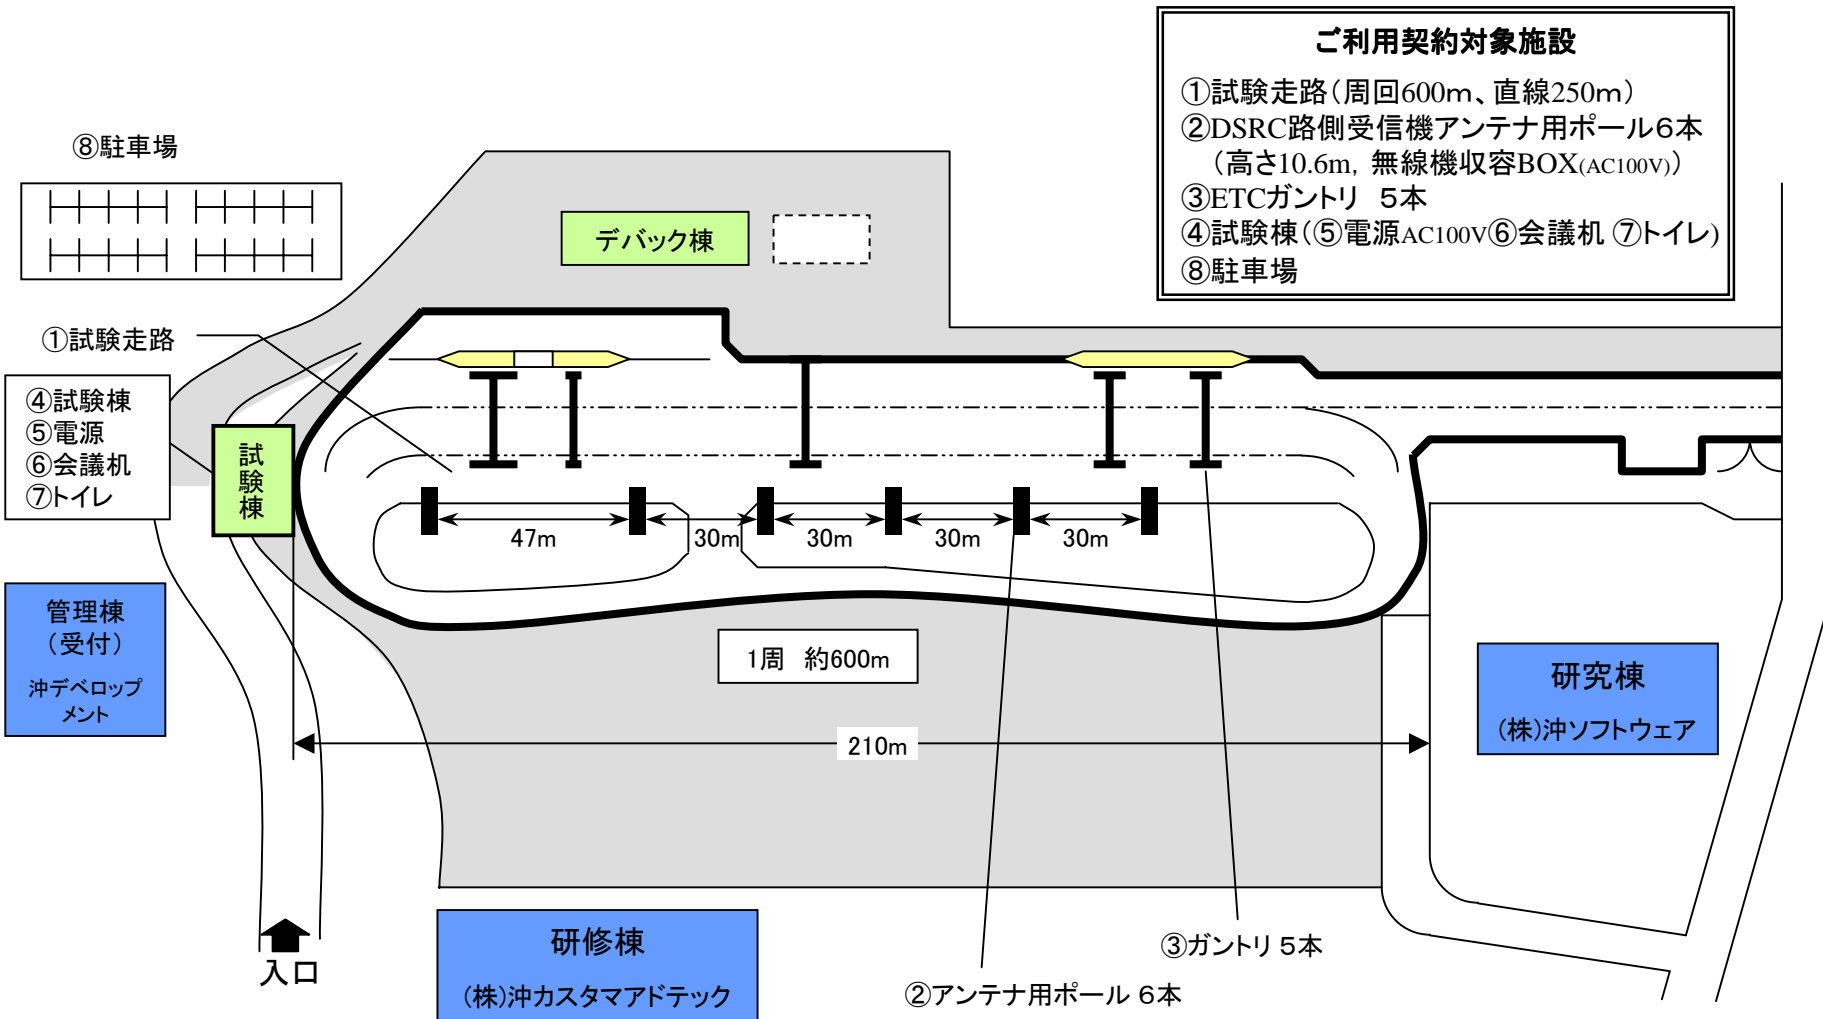 ご利用契約対象施設
①試験走路(周回600m、直線250m)
②DSRC路側受信機アンテナ用ポール6本
(高さ10.6m, 無線機収容BOX(AC100V))
③ETCガントリ 5本
④試験棟(⑤電源AC100V⑥会議机 ⑦トイレ)
⑧駐車場
⑧駐車場
デバック棟
①試験走路
④試験棟
⑤電源
⑥会議机
⑦トイレ
試験棟
47m
30m
30m
30m
30m
管理棟
(受付)
沖デベロップ
メント
1周 約600m
210m
研究棟
(株)沖ソフトウェア
入口
研修棟
(株)沖カスタマアドテック
③ガントリ 5本
②アンテナ用ポール 6本